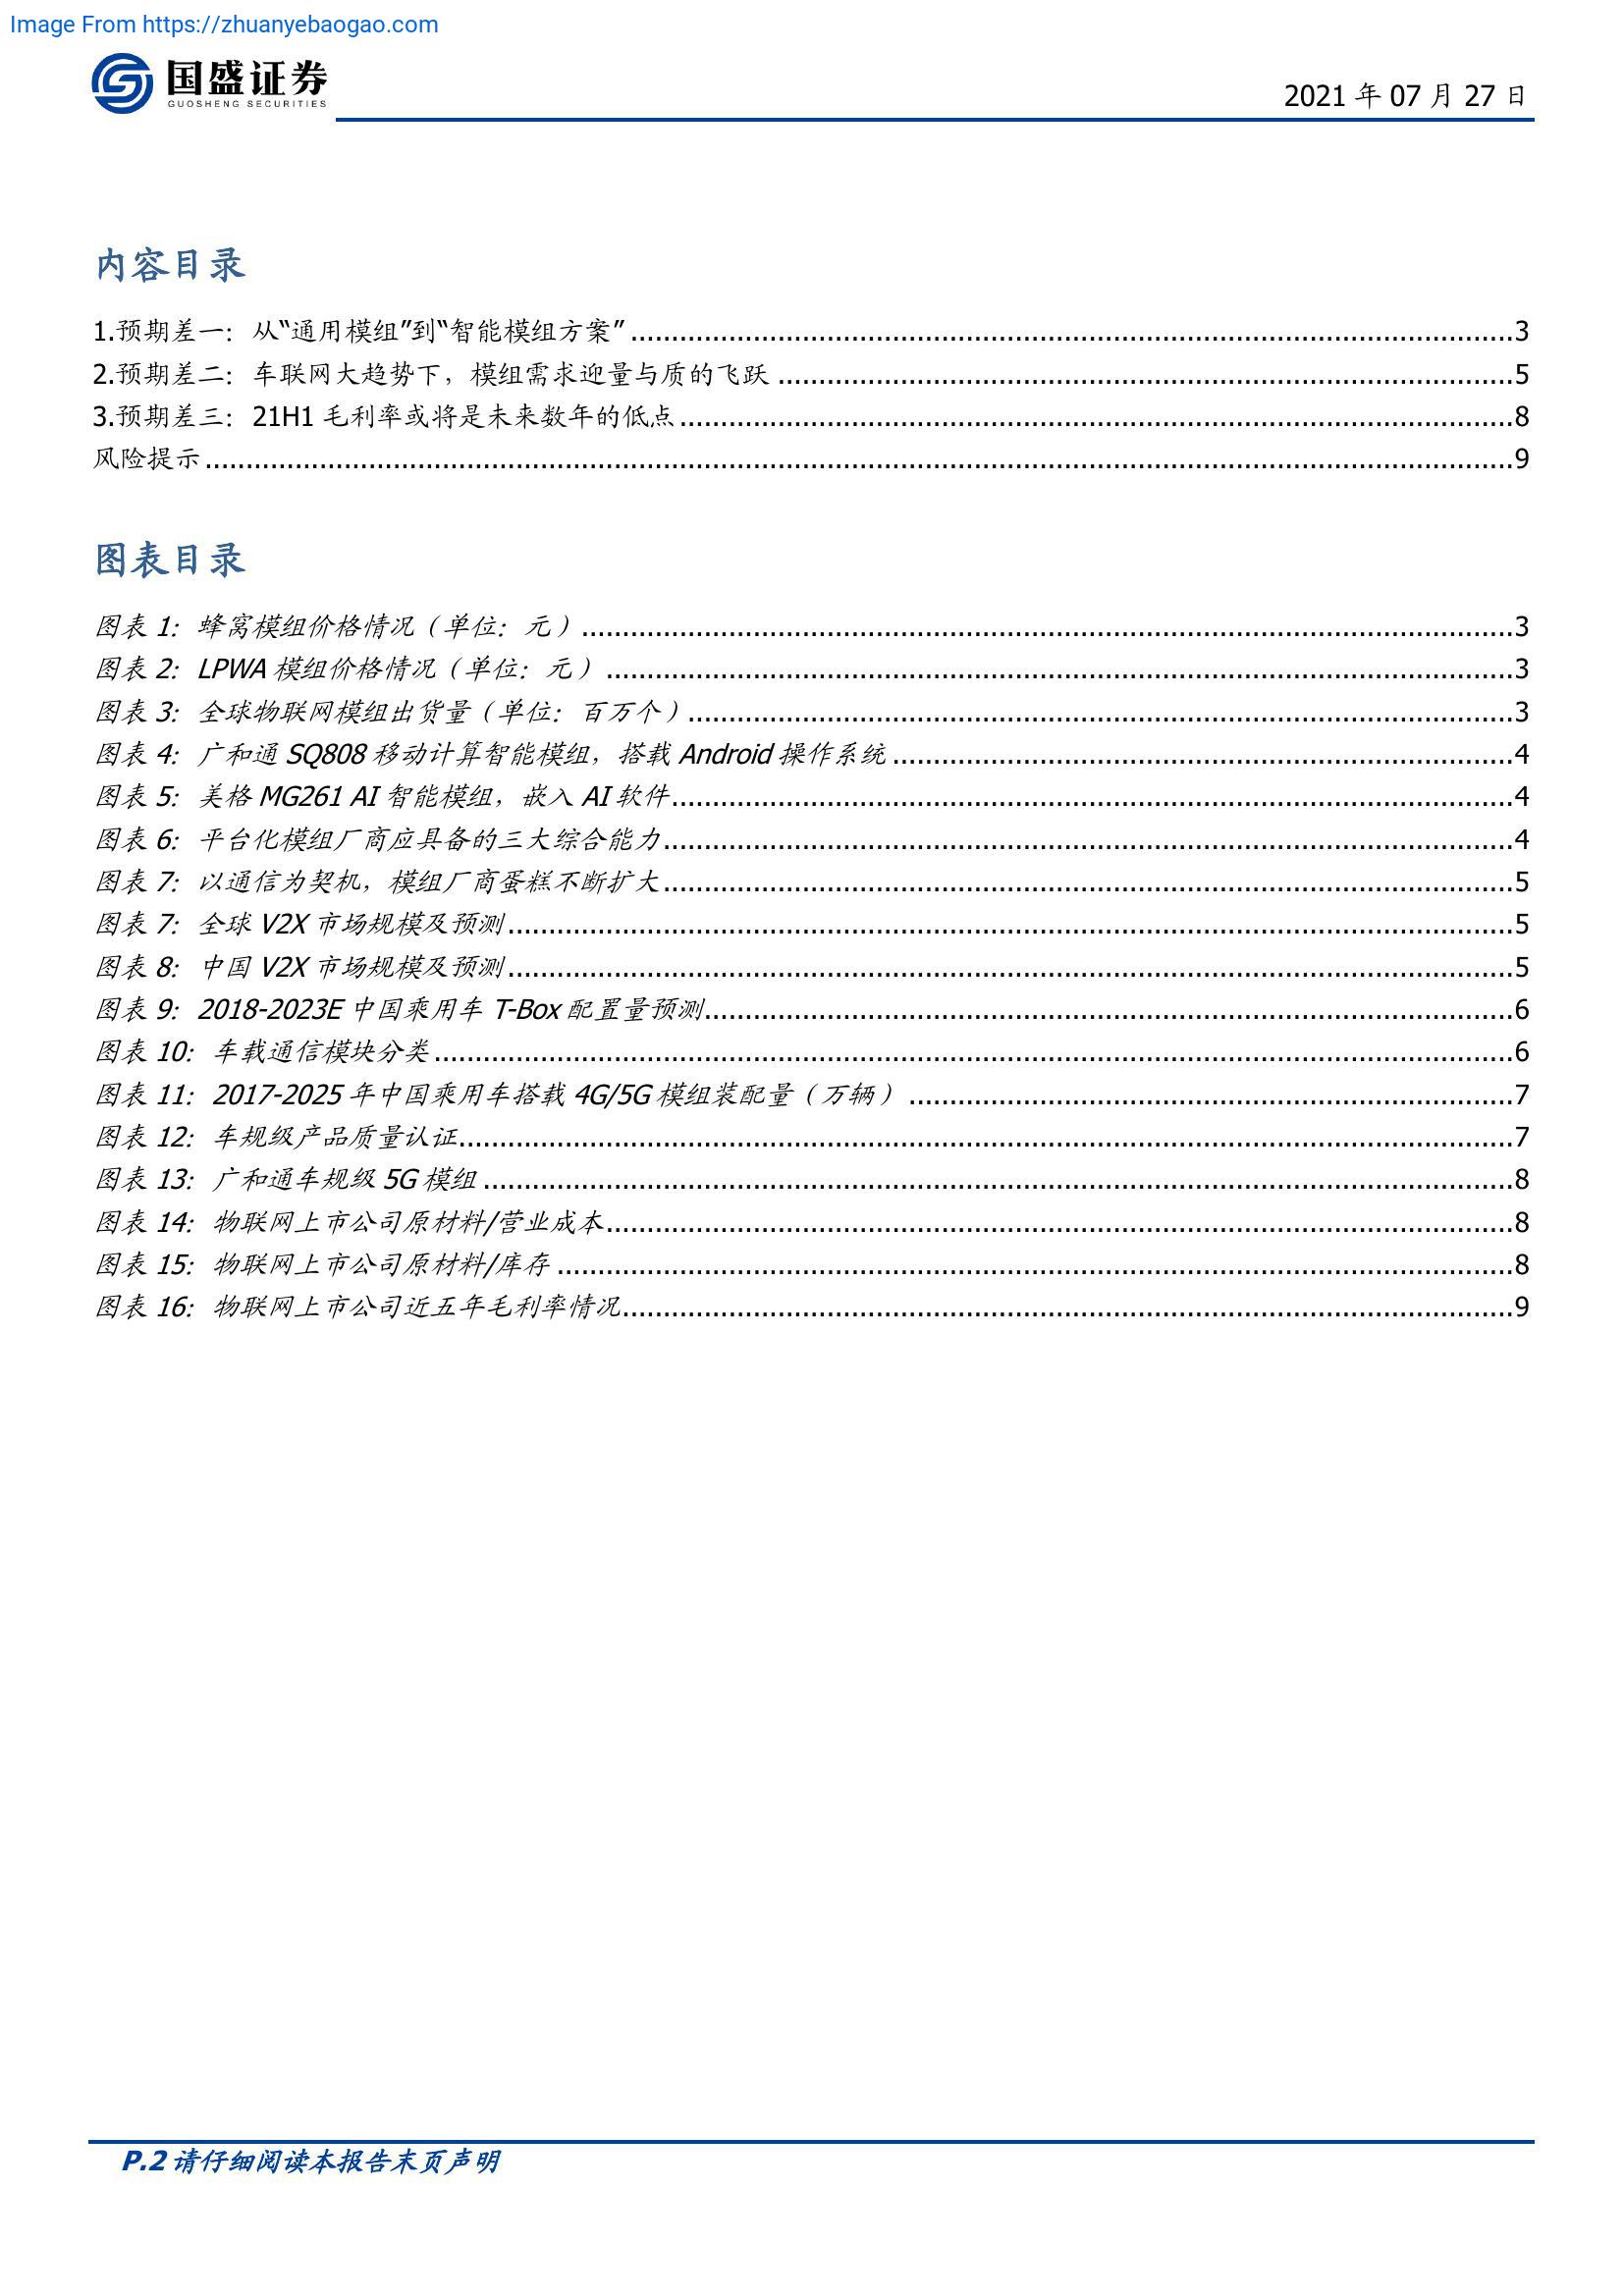 Image From https://zhuanyebaogao.com
国盛证券
GUOSHENG SECURITIES
2021 年 07 月 27 日
内容目录
1.预期差一：从“通用模组”到“智能模组方案”................................................................3
2.预期差二：车联网大趋势下，模组需求迎量与质的飞跃................................................................5
3.预期差三：21H1 毛利率或将是未来数年的低点................................................................8
风险提示................................................................9
图表目录
图表 1：蜂窝模组价格情况（单位：元）................................................................3
图表 2：LPWA 模组价格情况（单位：元）................................................................3
图表 3：全球物联网模组出货量（单位：百万个）................................................................3
图表 4：广和通 SQ808 移动计算智能模组，搭载 Android 操作系统................................................................4
图表 5：美格 MG261 AI 智能模组，嵌入 AI 软件................................................................4
图表 6：平台化模组厂商应具备的三大综合能力................................................................4
图表 7：以通信为契机，模组厂商蛋糕不断扩大................................................................5
图表 7：全球 V2X 市场规模及预测................................................................5
图表 8：中国 V2X 市场规模及预测................................................................5
图表 9：2018-2023E 中国乘用车 T-Box 配置量预测................................................................6
图表 10：车载通信模块分类................................................................6
图表 11：2017-2025 年中国乘用车搭载 4G/5G 模组装配量（万辆）................................................................7
图表 12：车规级产品质量认证................................................................7
图表 13：广和通车规级 5G 模组................................................................8
图表 14：物联网上市公司原材料/营业成本................................................................8
图表 15：物联网上市公司原材料/库存................................................................8
图表 16：物联网上市公司近五年毛利率情况................................................................9
P.2 请仔细阅读本报告末页声明